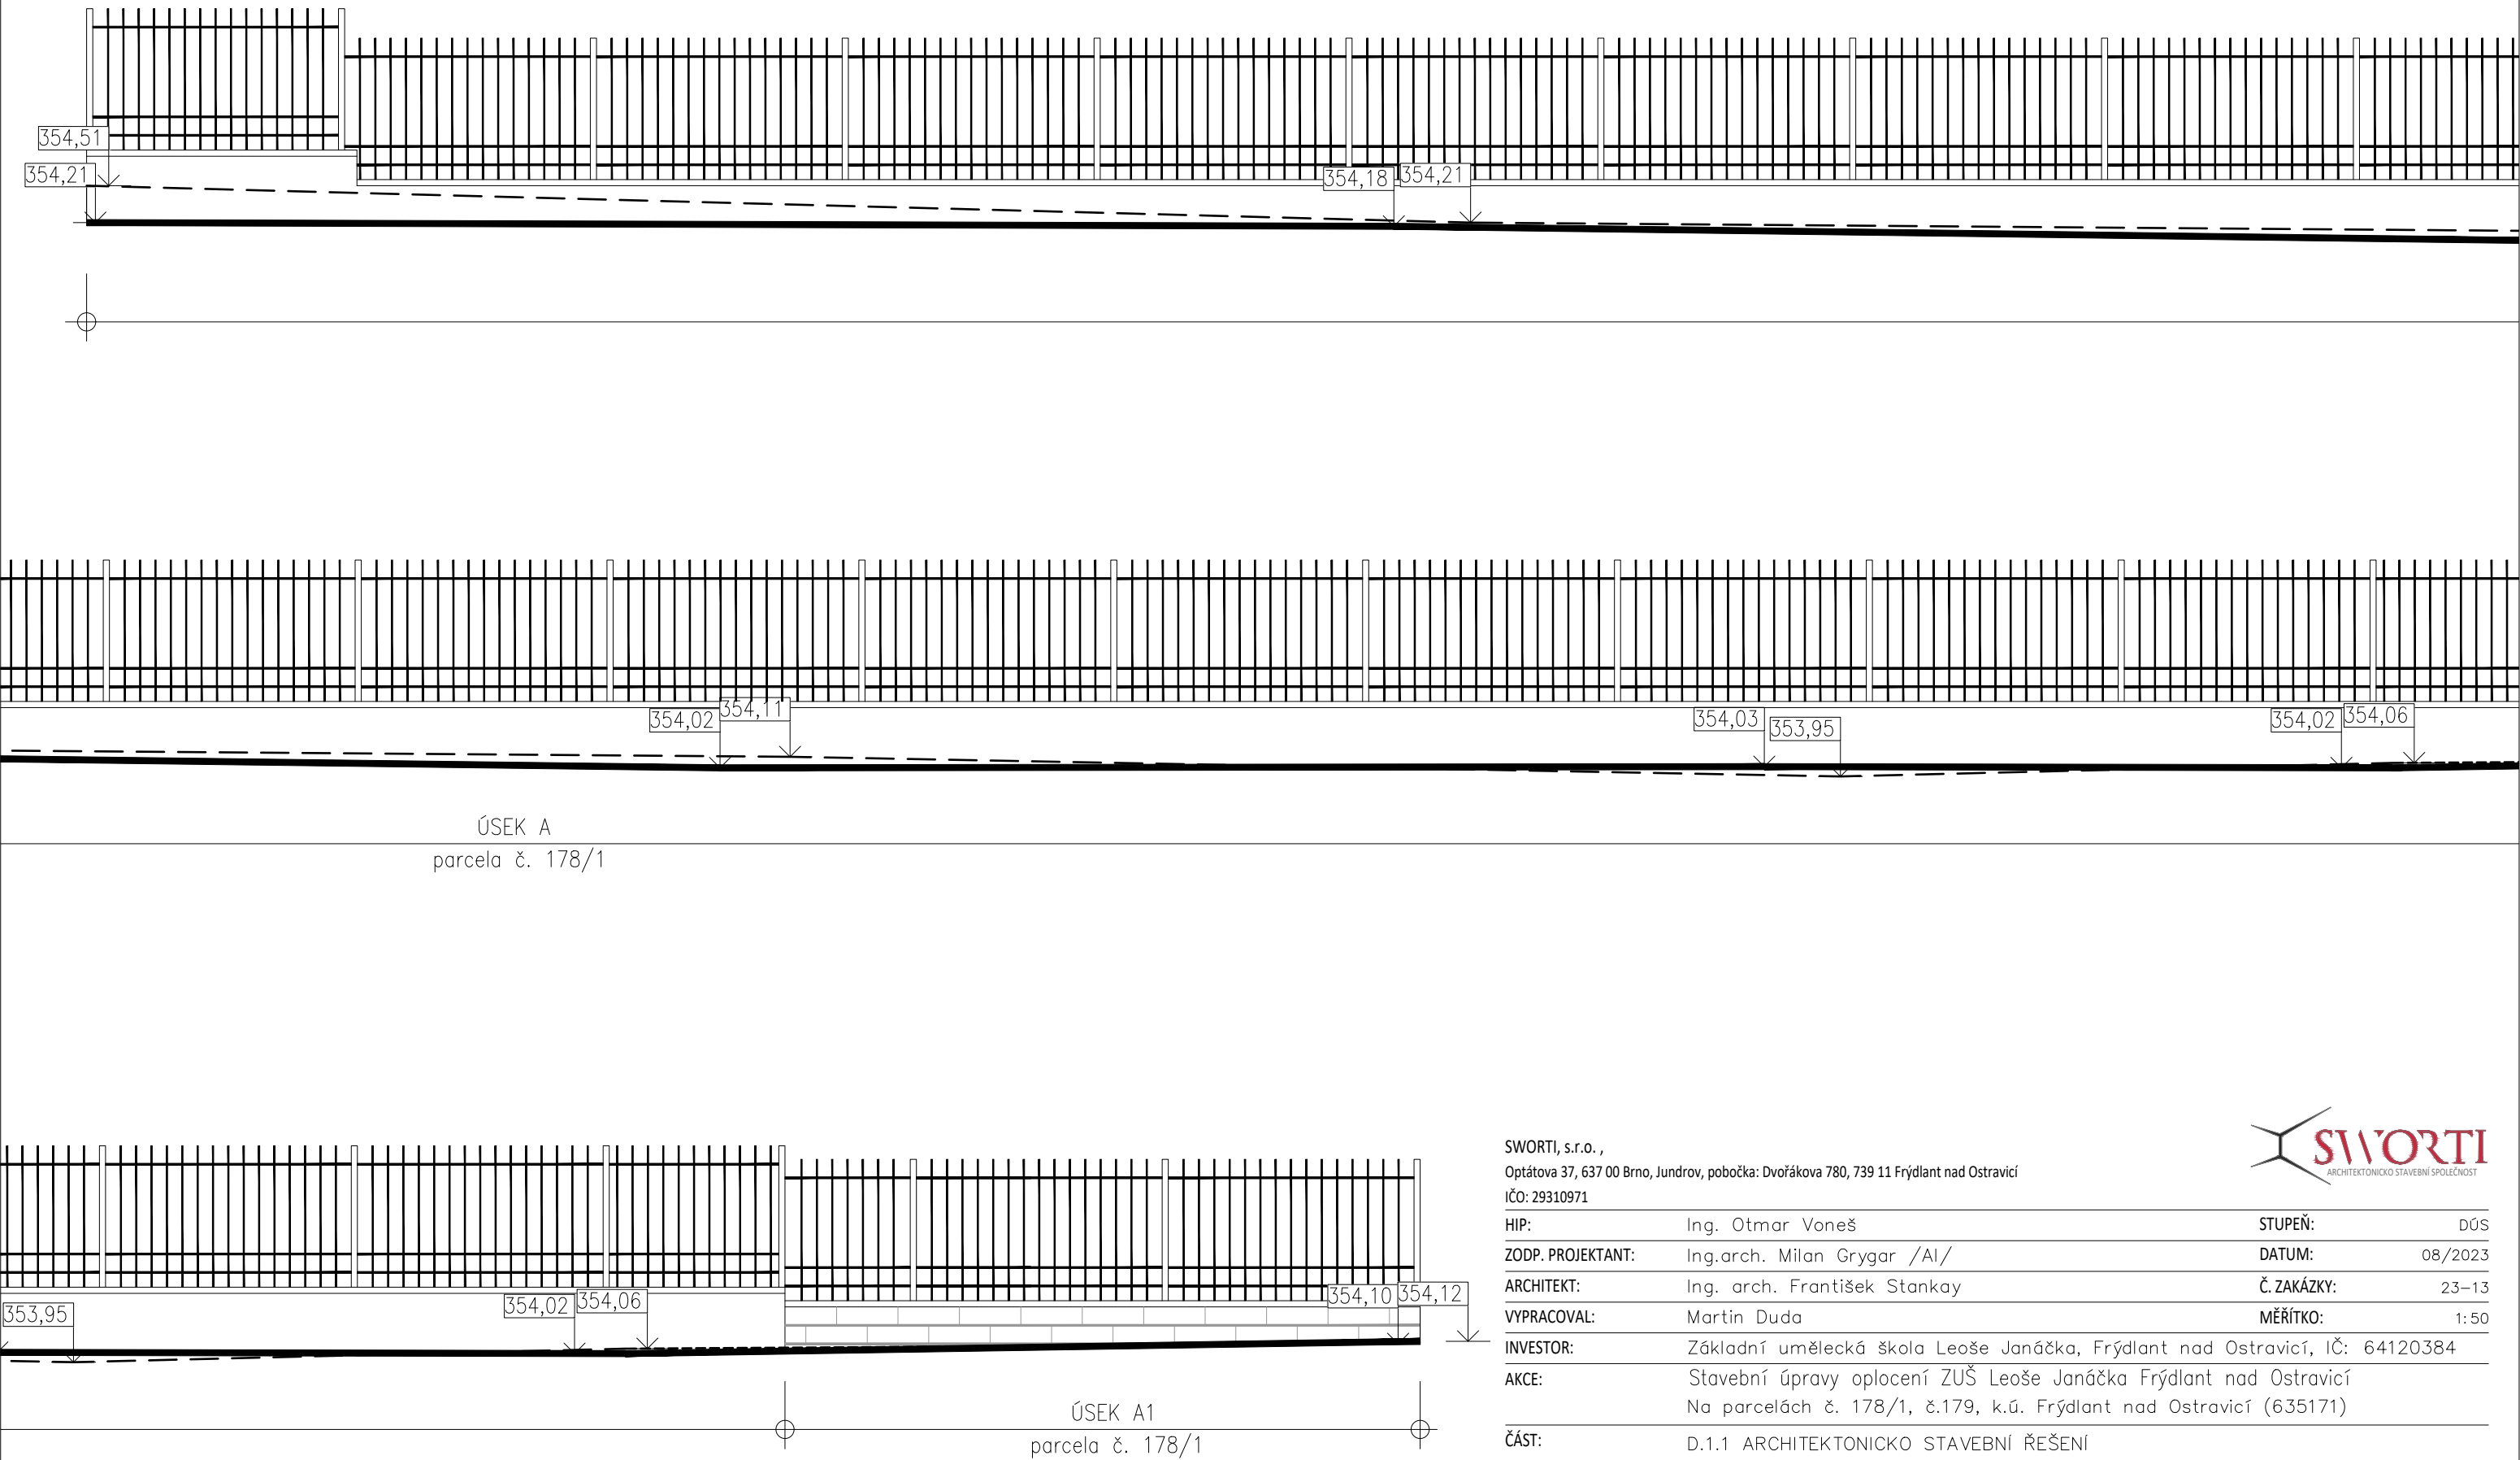 354,51
354,21
354,18
354,21
354,02
354,11
354,03
353,95
354,02
354,06
ÚSEK A
parcela č. 178/1
353,95
354,02
354,06
354,10
354,12
ÚSEK A1
parcela č. 178/1
SWORTI
ARCHITEKTONICKO STAVEBNÍ SPOLEČNOST
SWORTI, s.r.o. ,
Optátova 37, 637 00 Brno, Jundrov, pobočka: Dvořákova 780, 739 11 Frýdlant nad Ostravicí
IČO: 29310971
HIP: Ing. Otmar Voneš STUPEŇ: DÚS
ZODP. PROJEKTANT: Ing.arch. Milan Grygar /AI/ DATUM: 08/2023
ARCHITEKT: Ing. arch. František Stankay Č. ZAKÁZKY: 23-13
VYPRACOVAL: Martin Duda MĚŘÍTKO: 1:50
INVESTOR: Základní umělecká škola Leoše Janáčka, Frýdlant nad Ostravicí, IČ: 64120384
AKCE: Stavební úpravy oplocení ZUŠ Leoše Janáčka Frýdlant nad Ostravicí
Na parcelách č. 178/1, č.179, k.ú. Frýdlant nad Ostravicí (635171)
ČÁST: D.1.1 ARCHITEKTONICKO STAVEBNÍ ŘEŠENÍ